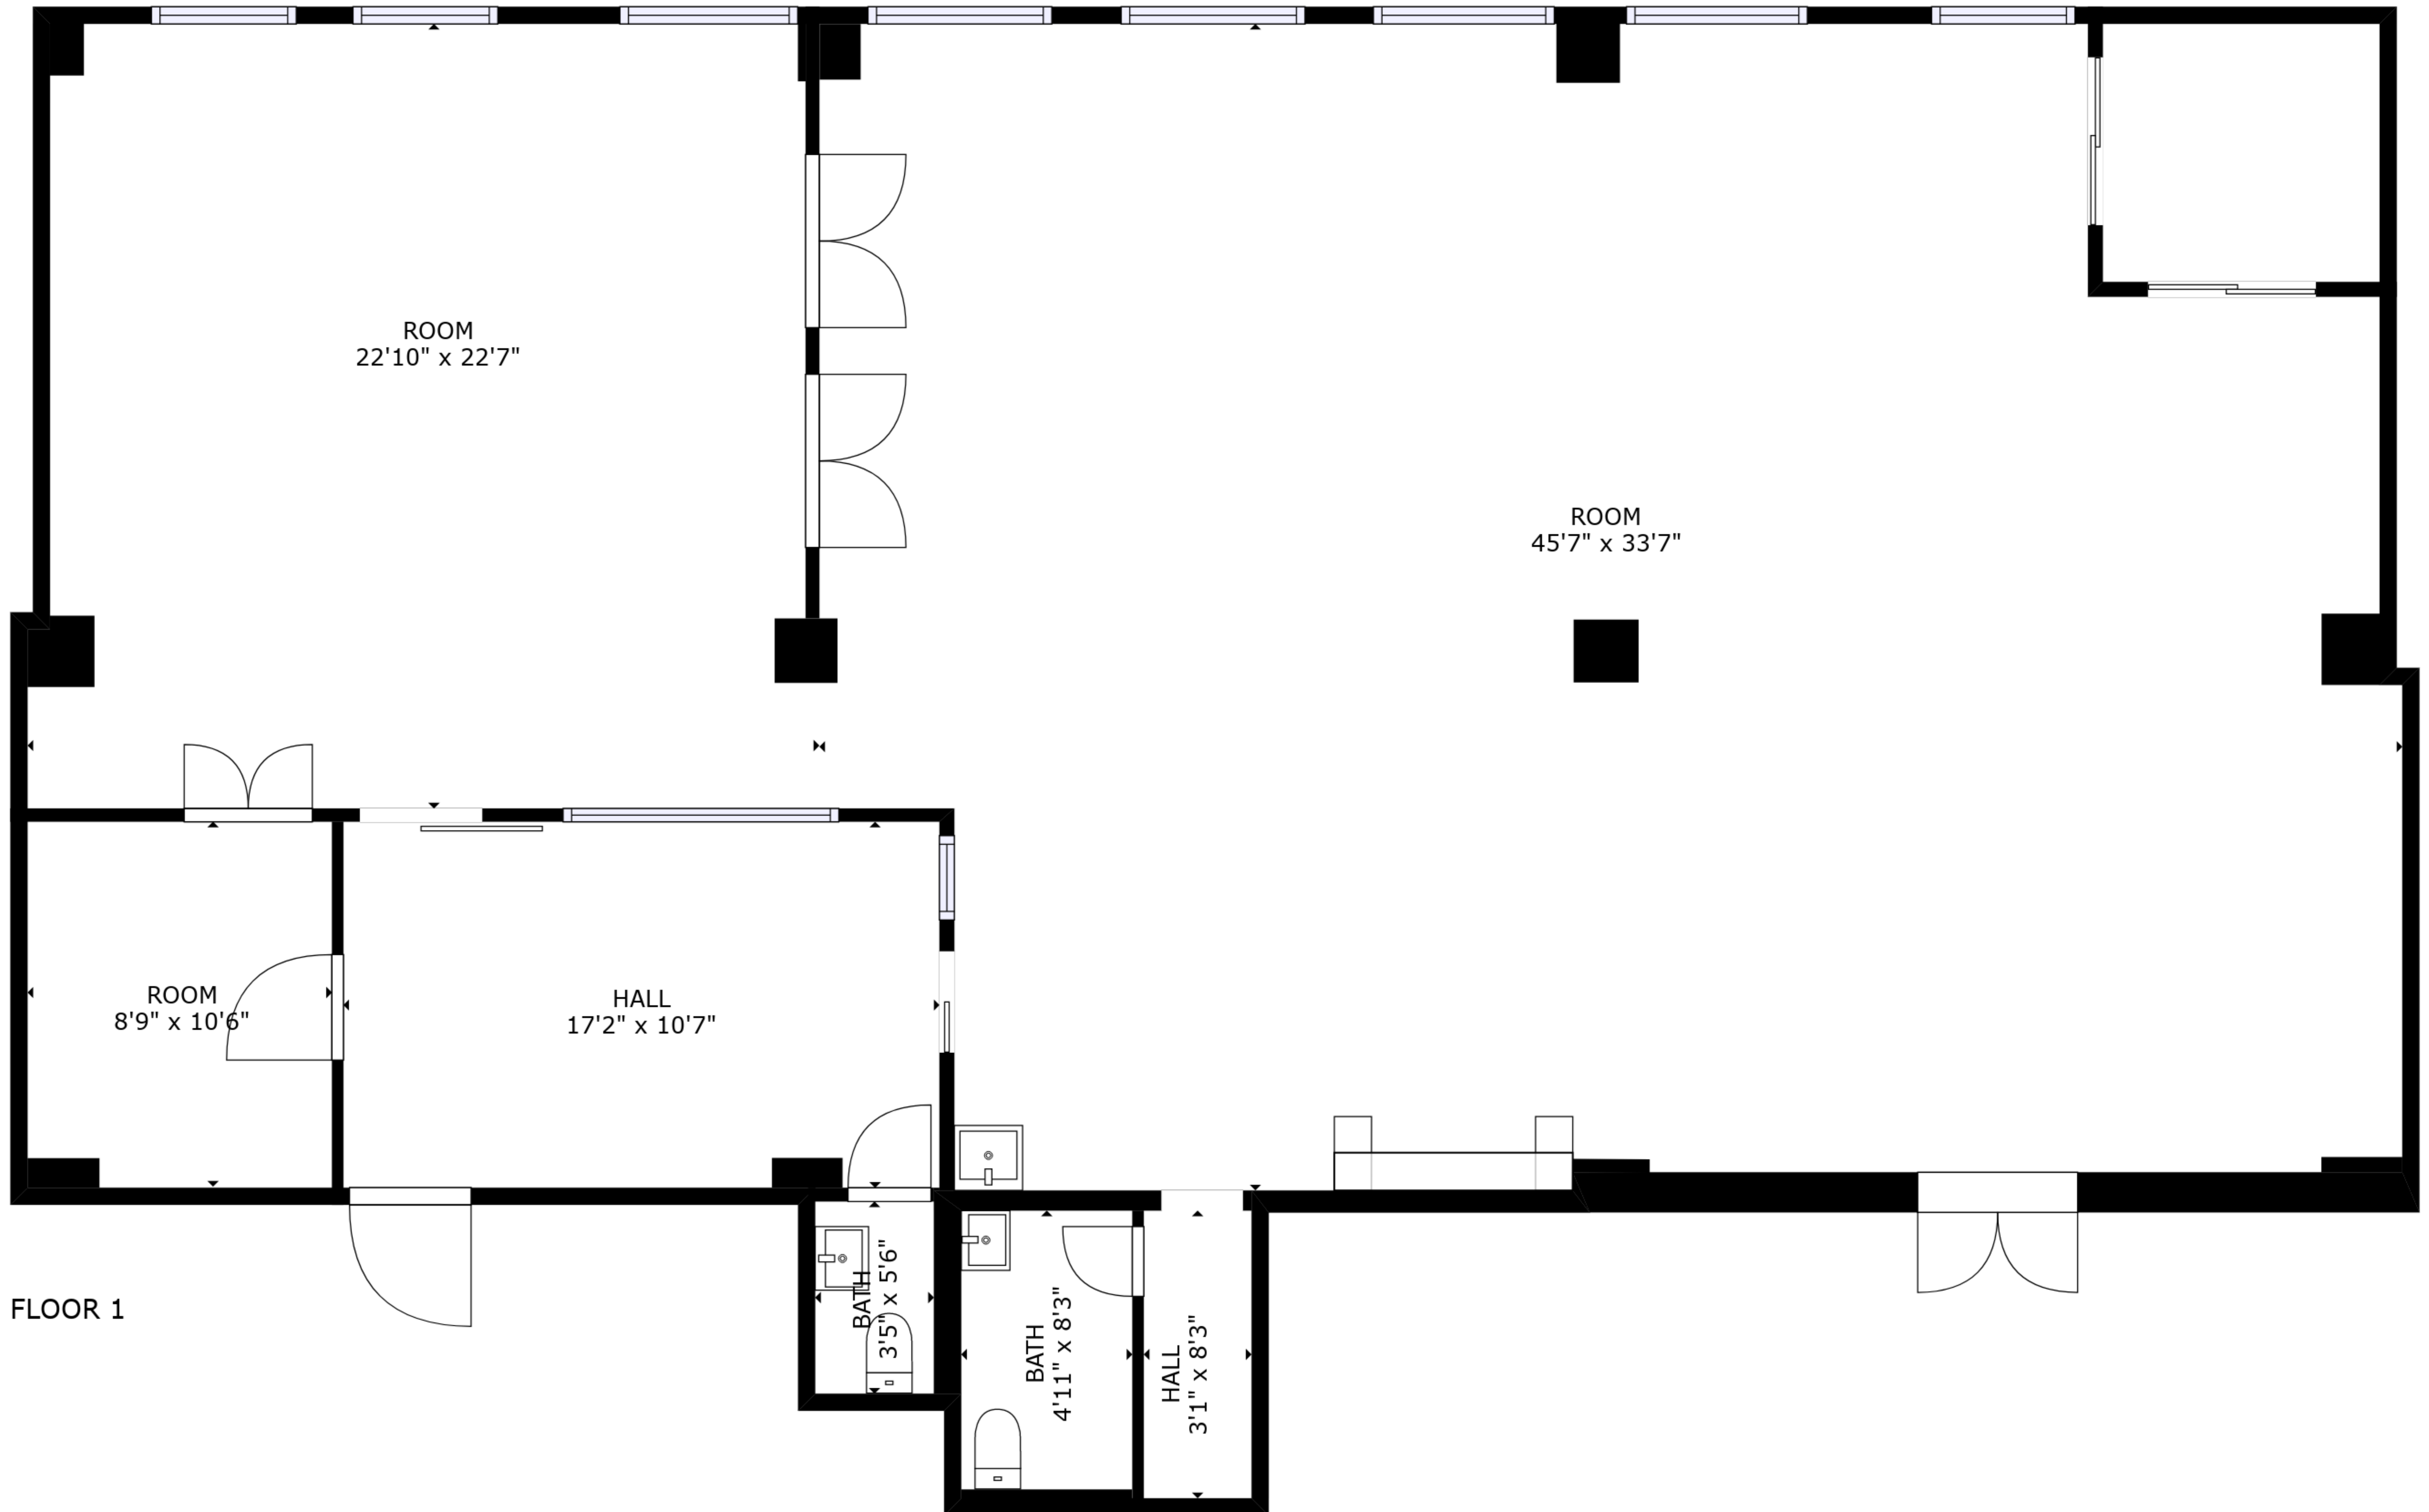 ROOM
22'10" x 22'7"
ROOM
45'7" x 33'7"
ROOM
8'9" x 10'6"
HALL
17'2" x 10'7"
BATH
3'5" x 5'6"
BATH
4'11" x 8'3"
HALL
3'1" x 8'3"
FLOOR 1